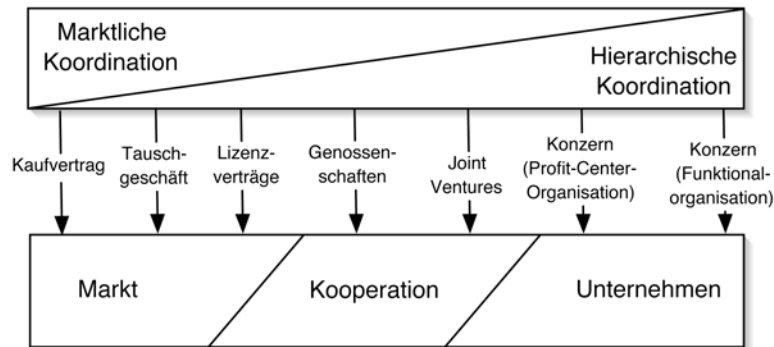 Marktliche
Koordination
Hierarchische
Koordination
Kaufvertrag
Tausch-
geschäft
Lizenz-
verträge
Genossen-
schaften
Joint
Ventures
Konzern
(Profit-Center-
Organisation)
Konzern
(Funktional-
organisation)
Markt
Kooperation
Unternehmen